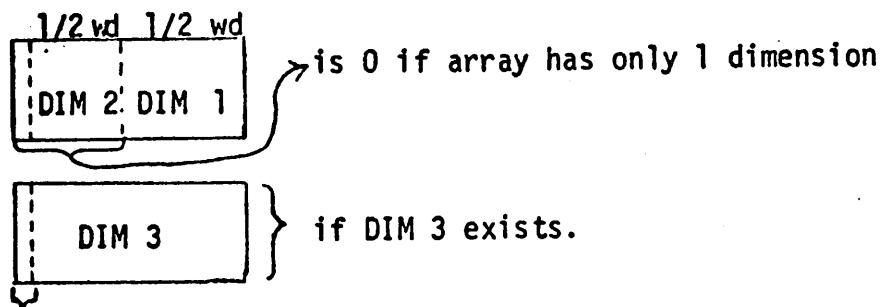 1/2 wd 1/2 wd
is 0 if array has only 1 dimension
DIM 2 DIM 1
DIM 3
if DIM 3 exists.